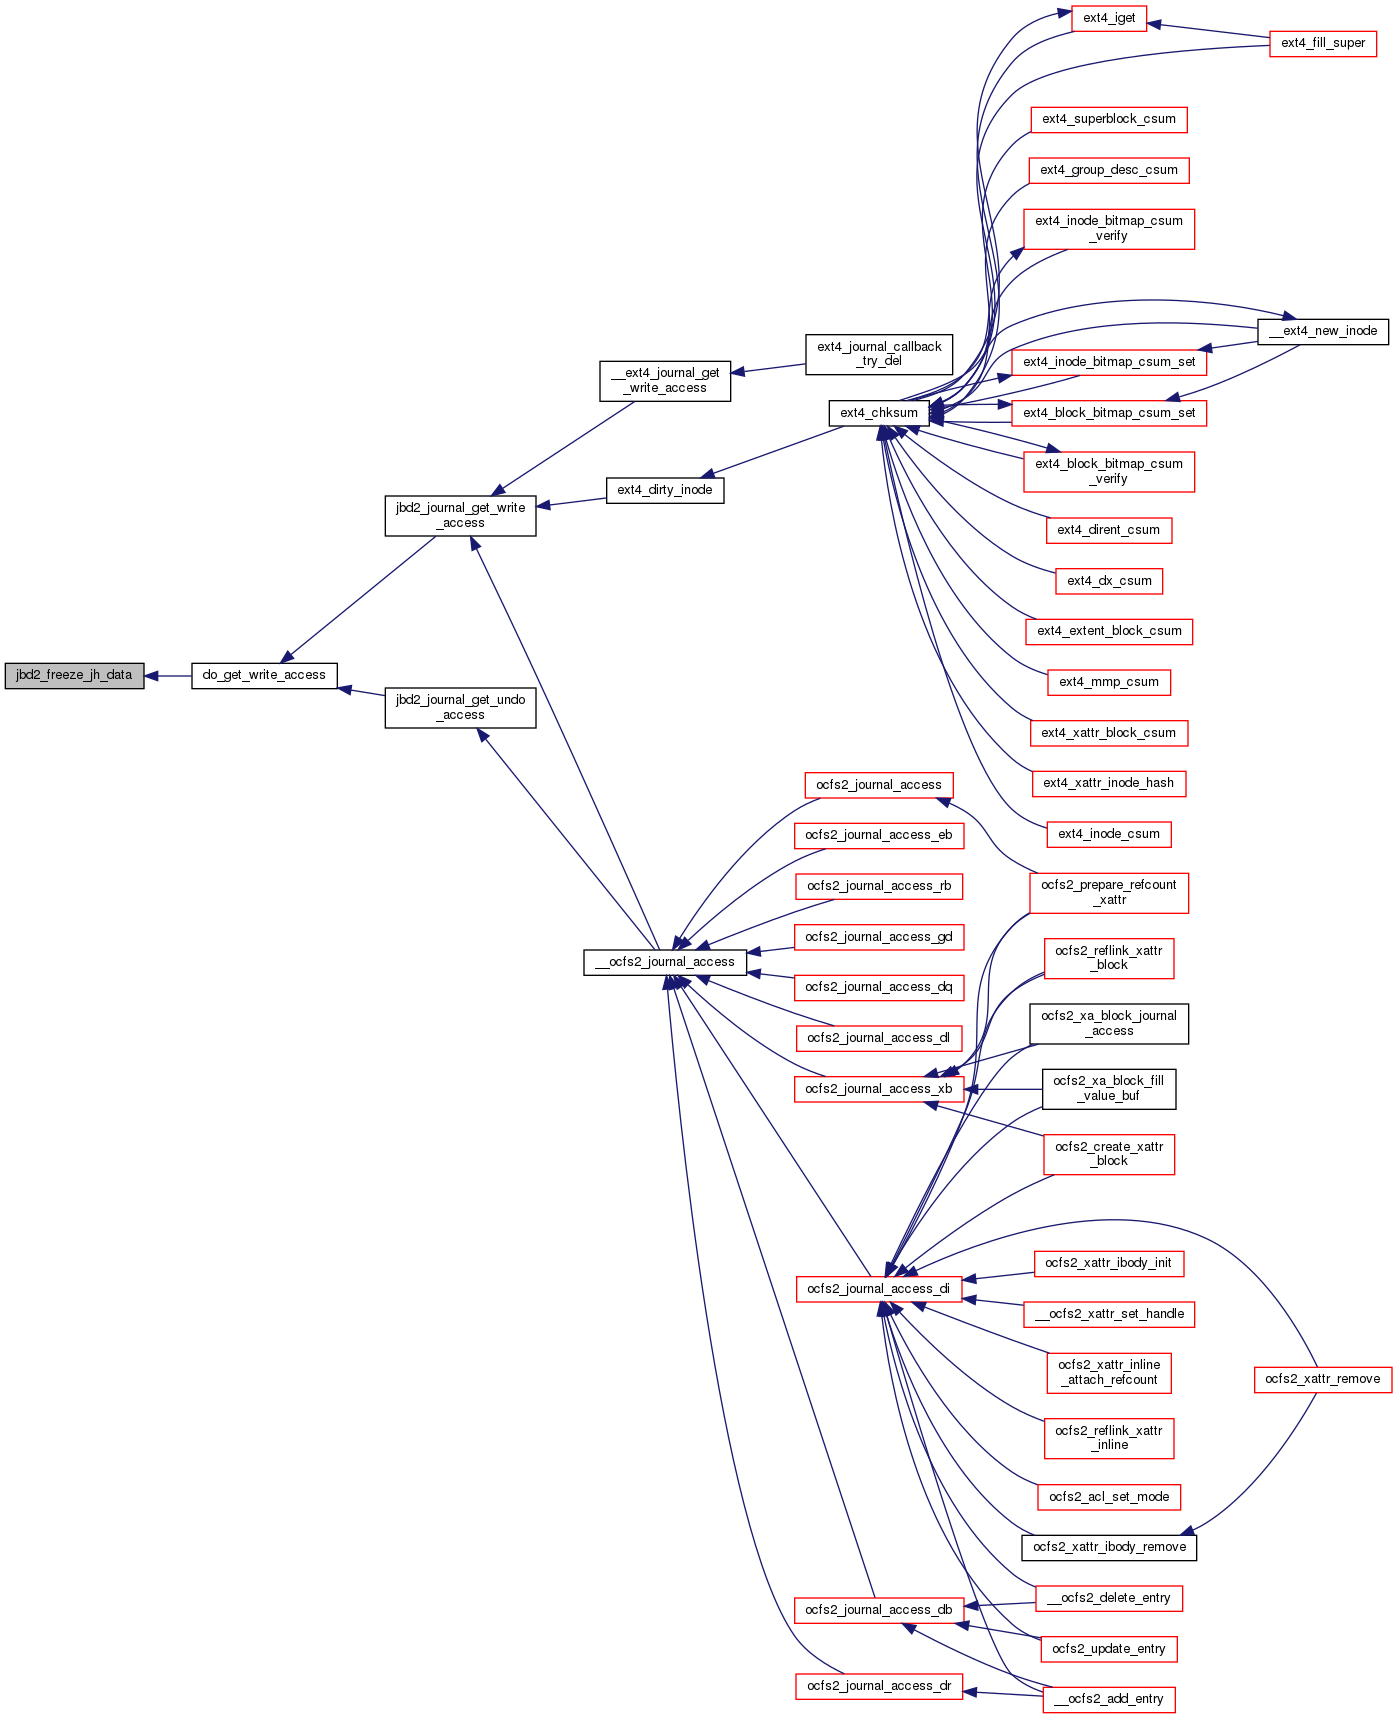 ext4_iget
ext4_fill_super
ext4_superblock_csum
ext4_group_desc_csum
ext4_inode_bitmap_csum
_verify
__ext4_new_inode
ext4_journal_callback
_try_del
ext4_inode_bitmap_csum_set
__ext4_journal_get
_write_access
ext4_chksum
ext4_block_bitmap_csum_set
ext4_block_bitmap_csum
_verify
ext4_dirty_inode
jbd2_journal_get_write
_access
ext4_dirent_csum
ext4_dx_csum
ext4_extent_block_csum
jbd2_freeze_jh_data
do_get_write_access
ext4_mmp_csum
jbd2_journal_get_undo
_access
ext4_xattr_block_csum
ocfs2_journal_access
ext4_xattr_inode_hash
ocfs2_journal_access_eb
ext4_inode_csum
ocfs2_journal_access_rb
ocfs2_prepare_refcount
_xattr
ocfs2_journal_access_gd
__ocfs2_journal_access
ocfs2_reflink_xattr
_block
ocfs2_journal_access_dq
ocfs2_xa_block_journal
_access
ocfs2_journal_access_dl
ocfs2_journal_access_xb
ocfs2_xa_block_fill
_value_buf
ocfs2_create_xattr
_block
ocfs2_xattr_ibody_init
ocfs2_journal_access_di
__ocfs2_xattr_set_handle
ocfs2_xattr_inline
_attach_refcount
ocfs2_xattr_remove
ocfs2_reflink_xattr
_inline
ocfs2_acl_set_mode
ocfs2_xattr_ibody_remove
__ocfs2_delete_entry
ocfs2_journal_access_db
ocfs2_update_entry
ocfs2_journal_access_dr
__ocfs2_add_entry